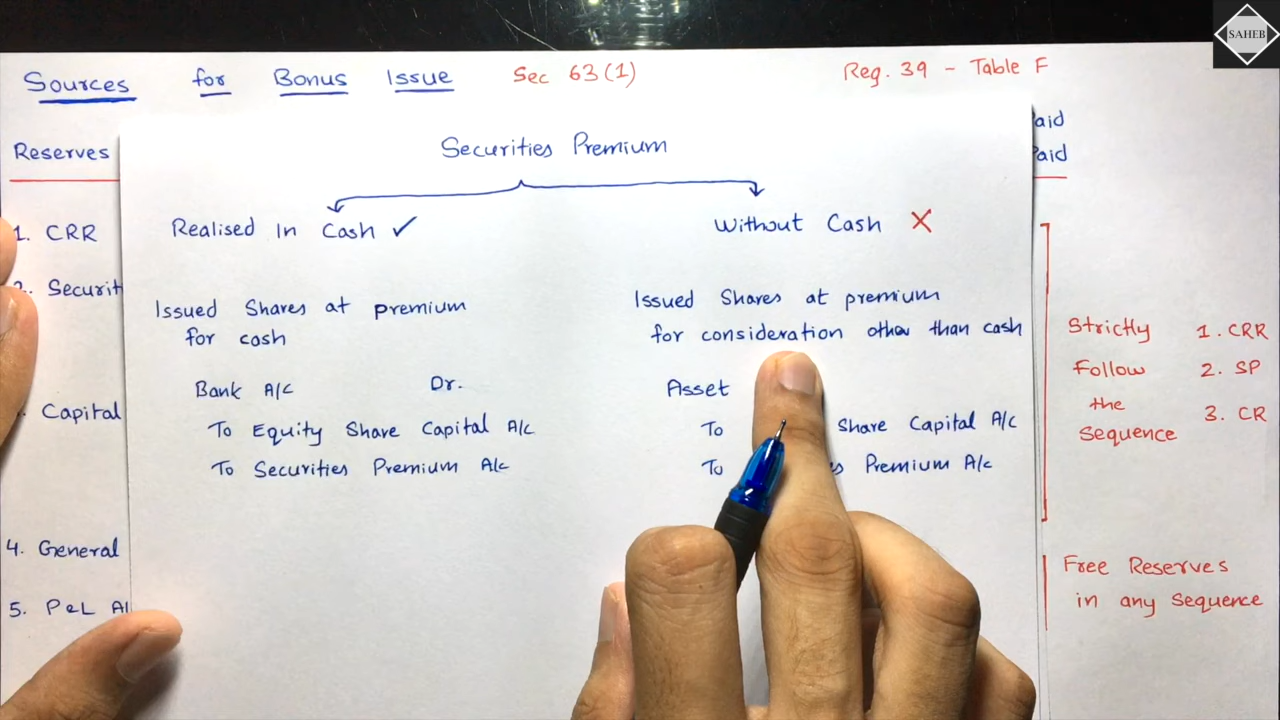 SAHEB
Sources for Bonus Issue Sec 63(1) Reg. 39 - Table F
Reserves
1. CRR
Capital
4. General
5. P&L
Securities Premium
Realised In Cash ✓
Issued Shares at premium
for cash
Bank A/c Dr.
To Equity Share Capital A/c
To Securities Premium A/c
Without Cash ✗
Issued Shares at premium
for consideration other than cash
Asset
To Share Capital A/c
To Premium A/c
Strictly
Follow
the
Sequence
1. CRR
2. SP
3. CR
Free Reserves
in any Sequence